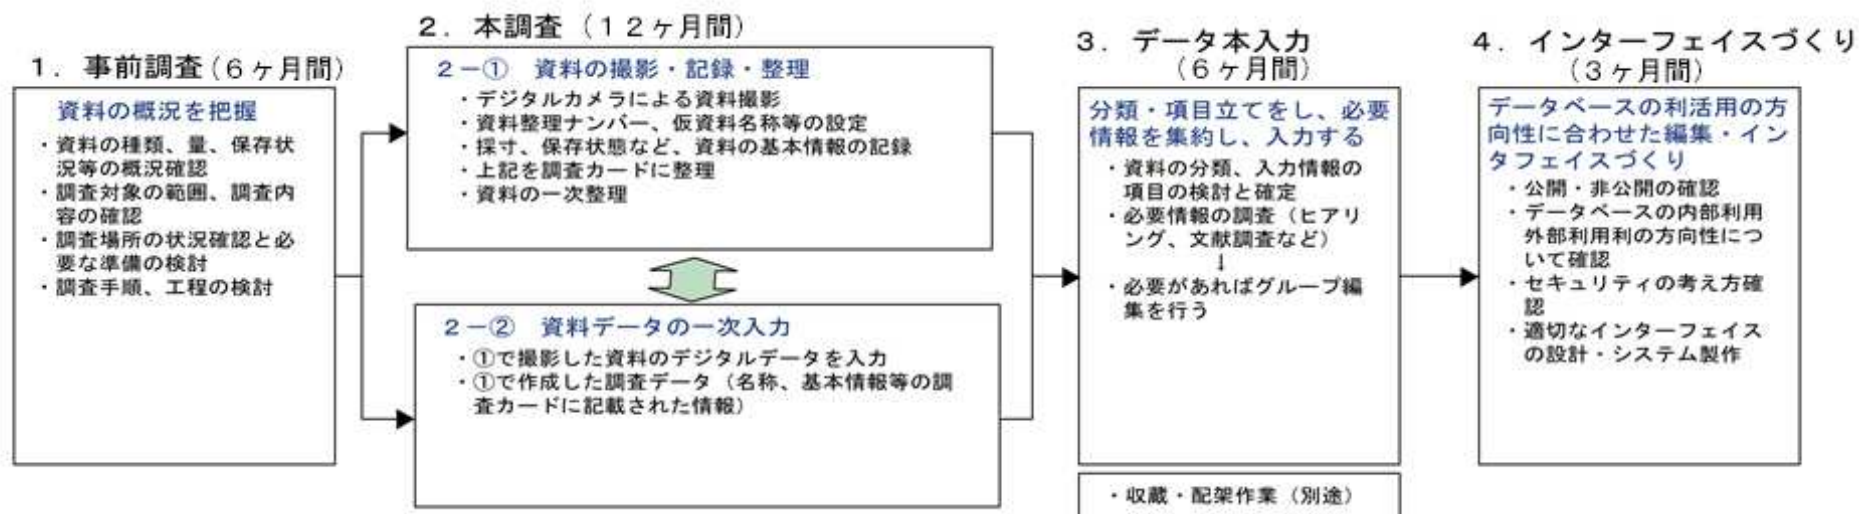 1．事前調査（6ヶ月間）
資料の概況を把握
・資料の種類、量、保存状
況等の概況確認
・調査対象の範囲、調査内
容の確認
・調査場所の状況確認と必
要な準備の検討
・調査手順、工程の検討
2．本調査（12ヶ月間）
2－① 資料の撮影・記録・整理
・デジタルカメラによる資料撮影
・資料整理ナンバー、仮資料名称等の設定
・採寸、保存状態など、資料の基本情報の記録
・上記を調査カードに整理
・資料の一次整理
2－② 資料データの一次入力
・①で撮影した資料のデジタルデータを入力
・①で作成した調査データ（名称、基本情報等の調
査カードに記載された情報）
3．データ本入力
（6ヶ月間）
分類・項目立てをし、必要
情報を集約し、入力する
・資料の分類、入力情報の
項目の検討と確定
・必要情報の調査（ヒアリ
ング、文献調査など）
↓
・必要があればグループ編
集を行う
・収蔵・配架作業（別途）
4．インターフェイスづくり
（3ヶ月間）
データベースの利活用の方
向性に合わせた編集・イン
タフェイスづくり
・公開・非公開の確認
・データベースの内部利用
外部利用利の方向性につ
いて確認
・セキュリティの考え方確
認
・適切なインターフェイス
の設計・システム製作